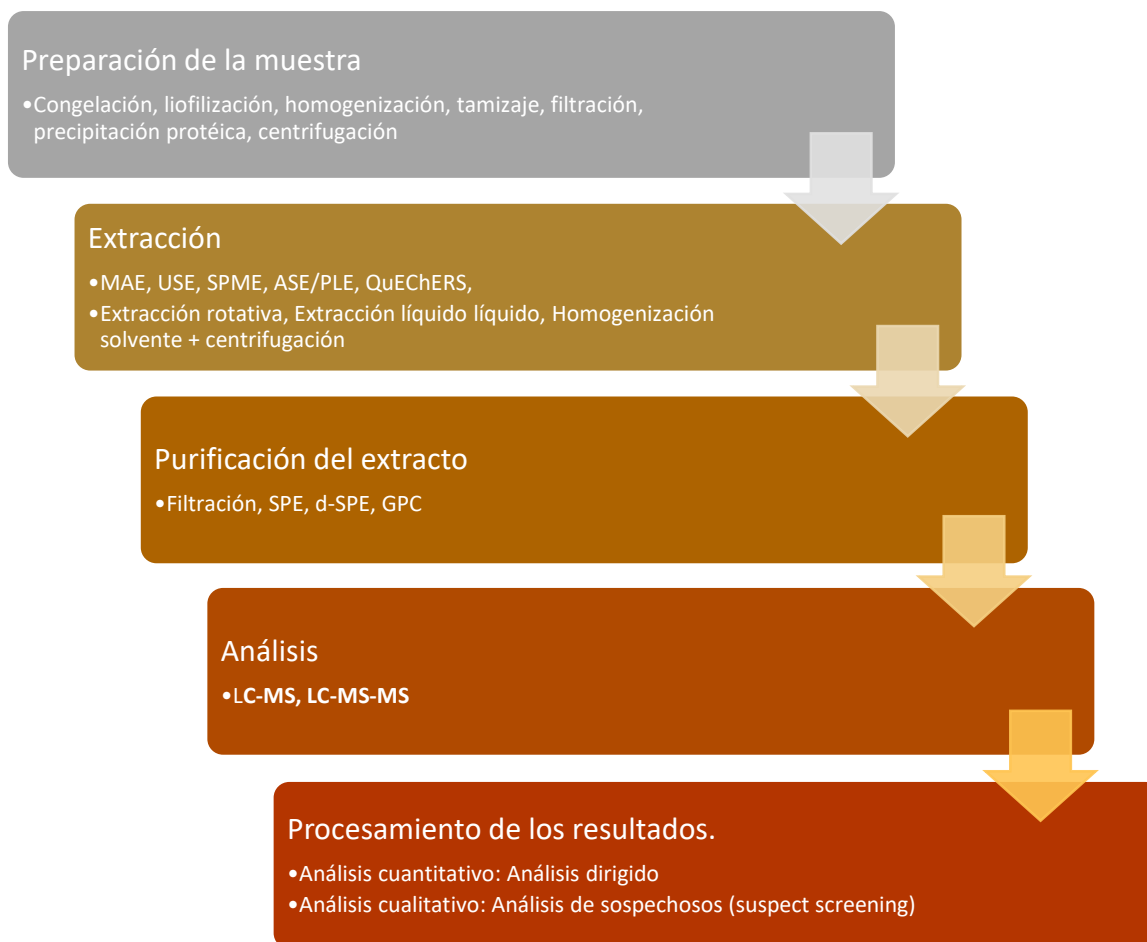 Preparación de la muestra
•Congelación, liofilización, homogenización, tamizaje, filtración,
precipitación protéica, centrifugación
Extracción
•MAE, USE, SPME, ASE/PLE, QuEChERS,
•Extracción rotativa, Extracción líquido líquido, Homogenización
solvente + centrifugación
Purificación del extracto
•Filtración, SPE, d-SPE, GPC
Análisis
•LC-MS, LC-MS-MS
Procesamiento de los resultados.
•Análisis cuantitativo: Análisis dirigido
•Análisis cualitativo: Análisis de sospechosos (suspect screening)